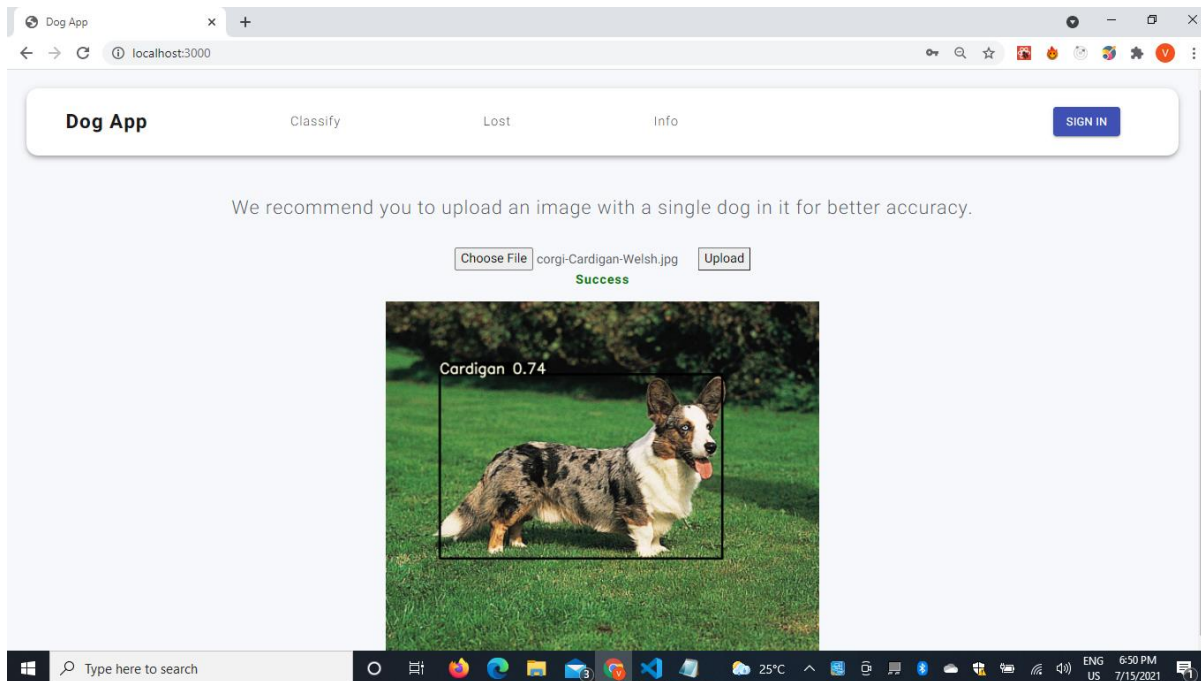 Dog App
localhost:3000
V
Dog App
Classify
Lost
Info
SIGN IN
We recommend you to upload an image with a single dog in it for better accuracy.
Choose File corgi-Cardigan-Welsh.jpg Upload
Success
Cardigan 0.74
Type here to search
3
25°C
ENG
US
6:50 PM
7/15/2021
1